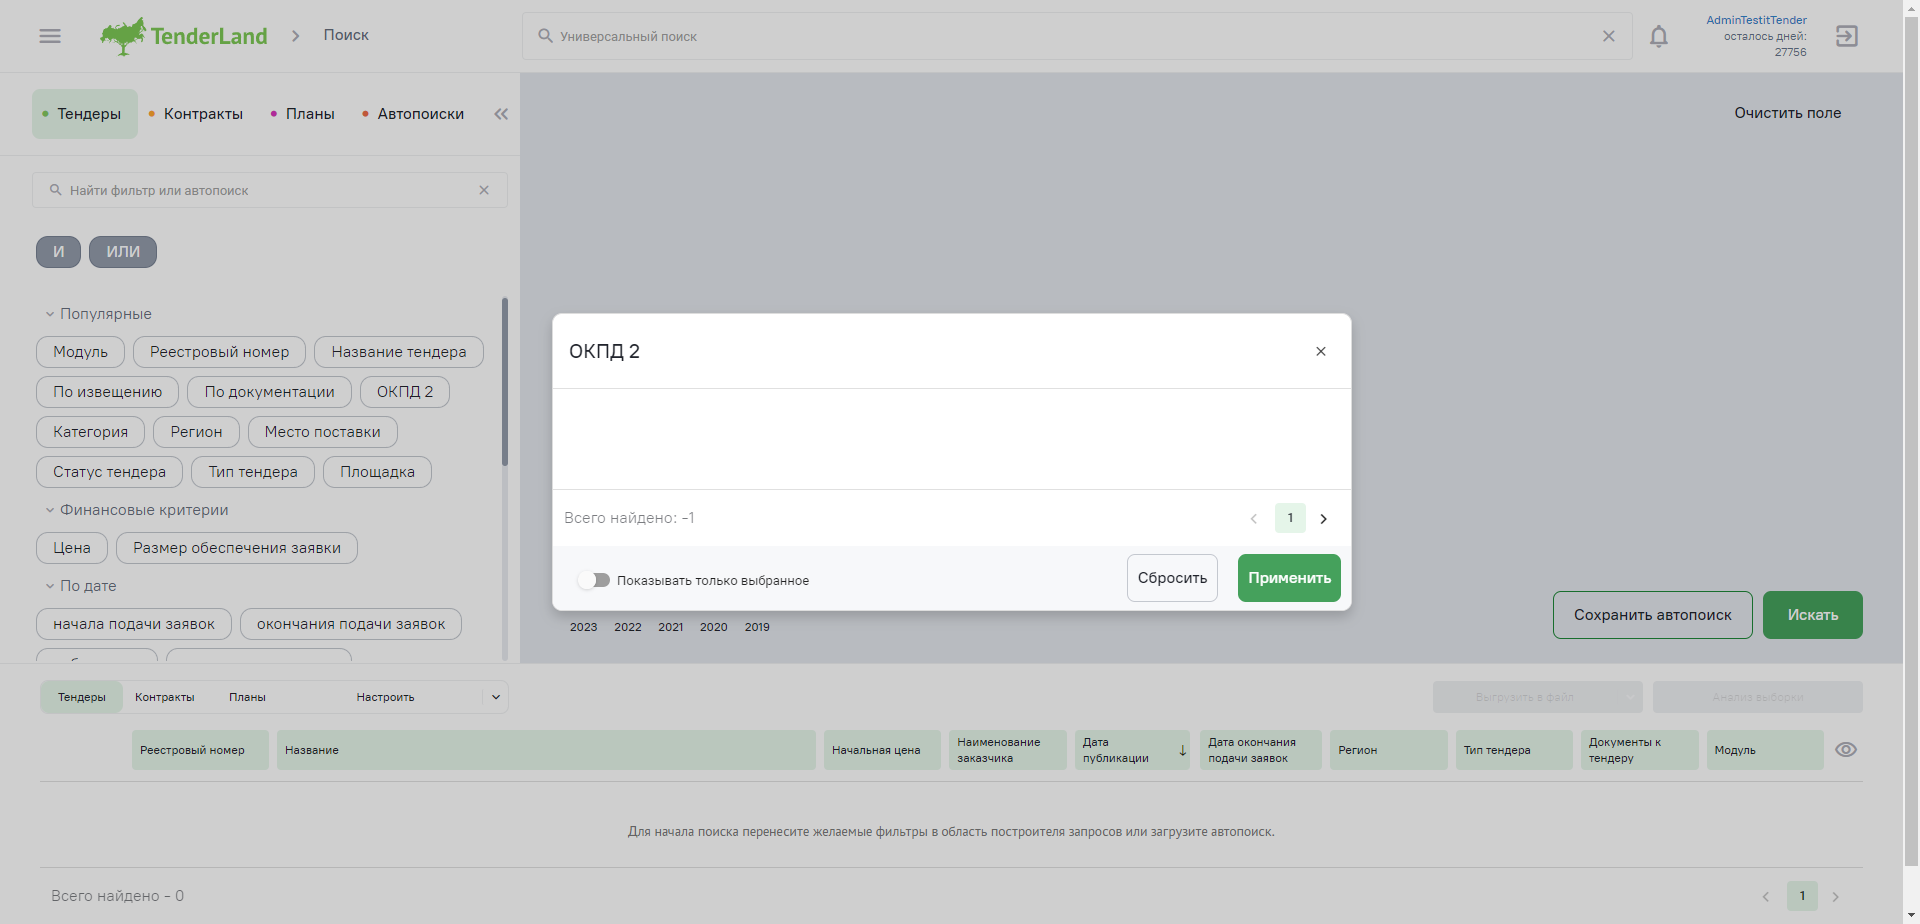 TenderLand
Поиск
Универсальный поиск
AdminTestitTender
осталось дней:
27756
Тендеры
Контракты
Планы
Автопоиски
Очистить поле
Найти фильтр или автопоиск
И
ИЛИ
Популярные
Модуль
Реестровый номер
Название тендера
По извещению
По документации
ОКПД 2
Категория
Регион
Место поставки
Статус тендера
Тип тендера
Площадка
Финансовые критерии
Цена
Размер обеспечения заявки
По дате
начала подачи заявок
окончания подачи заявок
ОКПД 2
Всего найдено: -1
1
Показывать только выбранное
Сбросить
Применить
2023
2022
2021
2020
2019
Сохранить автопоиск
Искать
Тендеры
Контракты
Планы
Настроить
Выгрузить в файл
Анализ выборки
Реестровый номер
Название
Начальная цена
Наименование
заказчика
Дата
публикации
Дата окончания
подачи заявок
Регион
Тип тендера
Документы к
тендеру
Модуль
Для начала поиска перенесите желаемые фильтры в область построителя запросов или загрузите автопоиск.
Всего найдено - 0
1